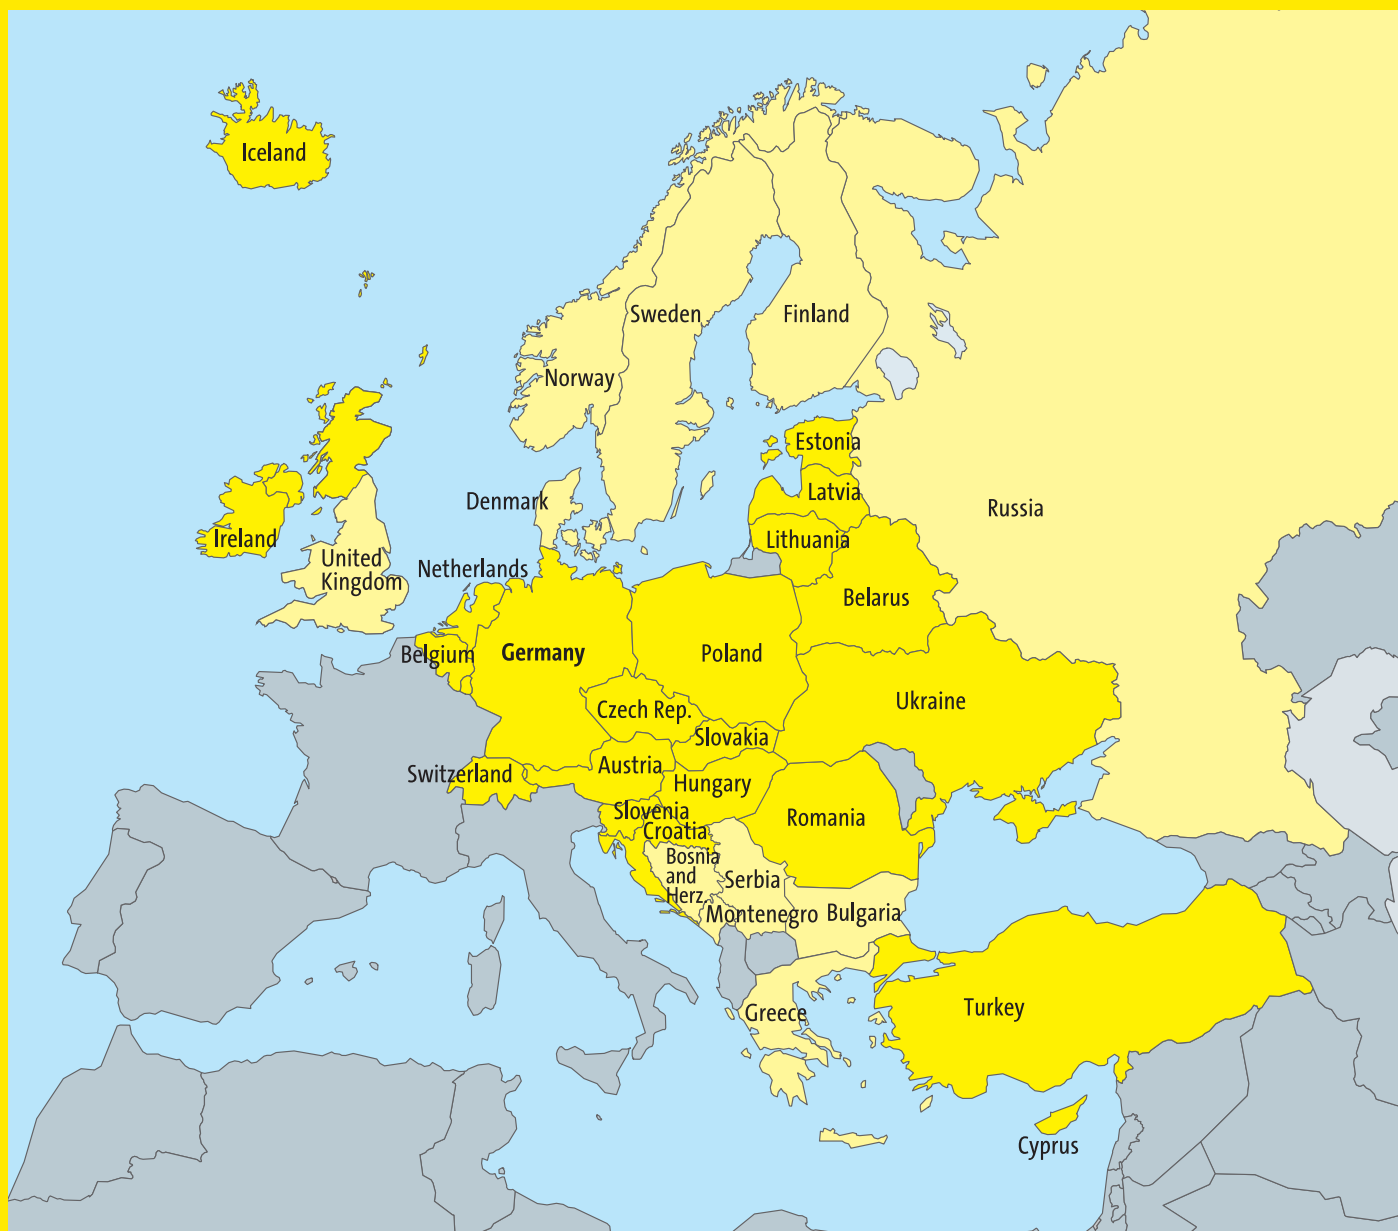 Iceland
Sweden
Finland
Norway
Estonia
Denmark
Latvia
Russia
Ireland
Lithuania
United
Kingdom
Netherlands
Belarus
Belgium
Germany
Poland
Ukraine
Czech Rep.
Slovakia
Switzerland
Austria
Hungary
Slovenia
Romania
Croatia
Bosnia
and
Herz.
Serbia
Montenegro
Bulgaria
Greece
Turkey
Cyprus